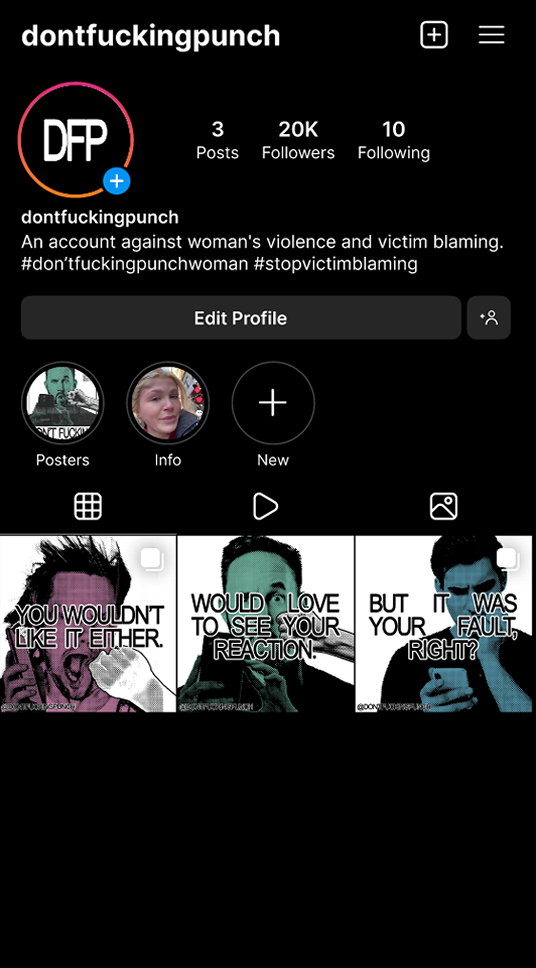 dontfuckingpunch
DFP
3 20K 10
Posts Followers Following
dontfuckingpunch
An account against woman's violence and victim blaming.
#don’tfuckingpunchwoman #stopvictimblaming
Edit Profile
DON'T FUCKIN
Posters Info New
YOU WOULDN'T
LIKE IT EITHER.
@DONTFUCKINGPUNCH
WOULD LOVE
TO SEE YOUR
REACTION.
@DONTFUCKINGPUNCH
BUT IT WAS
YOUR FAULT,
RIGHT?
@DONTFUCKINGPUNCH